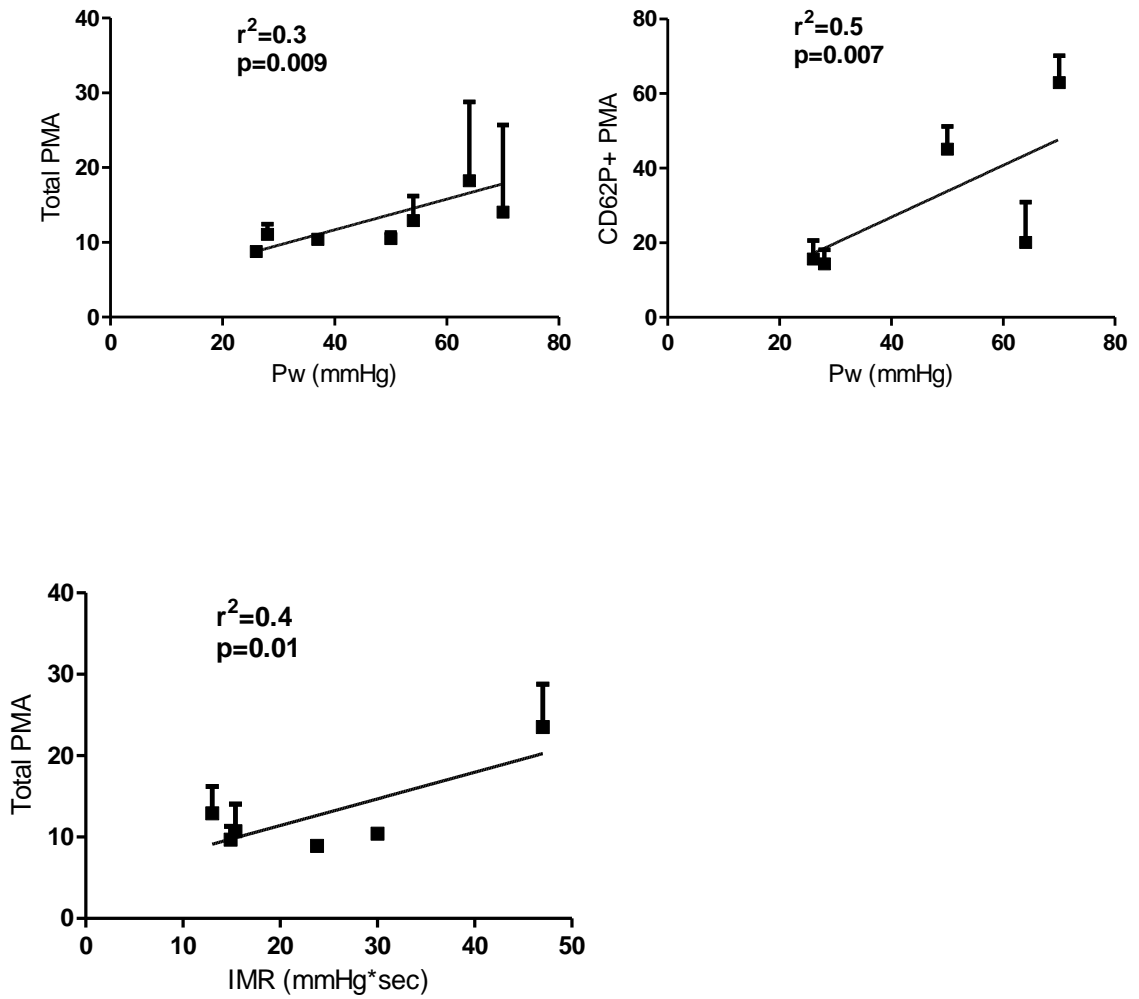 r²=0.3
p=0.009
Total PMA
40
30
20
10
0
0 20 40 60 80
Pw (mmHg)
r²=0.5
p=0.007
CD62P+ PMA
80
60
40
20
0
0 20 40 60 80
Pw (mmHg)
r²=0.4
p=0.01
Total PMA
40
30
20
10
0
0 10 20 30 40 50
IMR (mmHg*sec)